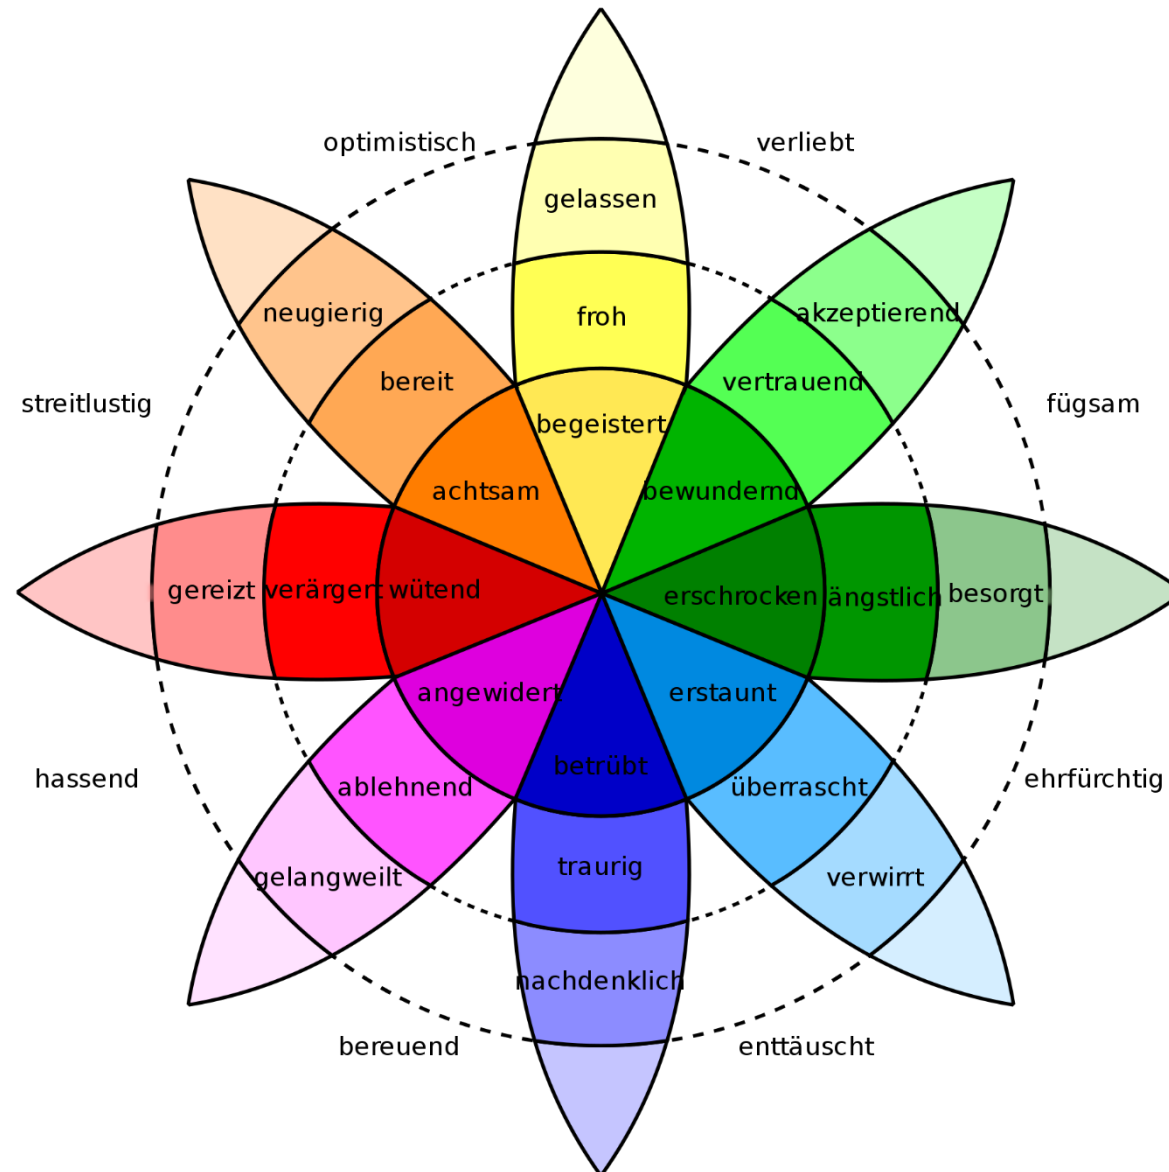 optimistisch
verliebt
gelassen
neugierig
froh
akzeptierend
bereit
vertrauend
streitlustig
fügsam
begeistert
achtsam
bewundernd
gereizt
verärgert
wütend
erschrocken
ängstlich
besorgt
angewidert
erstaunt
hassend
betrübt
ehrfürchtig
ablehnend
überrascht
traurig
gelangweilt
verwirrt
nachdenklich
bereuend
enttäuscht